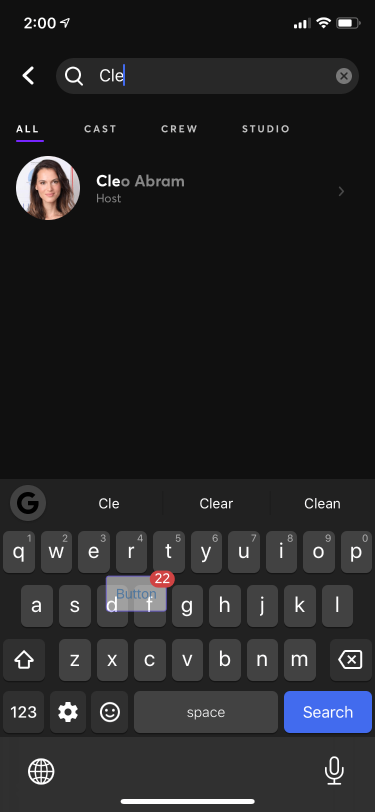 2:00
Cle
ALL CAST CREW STUDIO
Cleo Abram
Host
G Cle Clear Clean
1 2 3 4 5 6 7 8 9 0
q w e r t y u i o p
22
Button
a s d f g h j k l
z x c v b n m
123 space Search